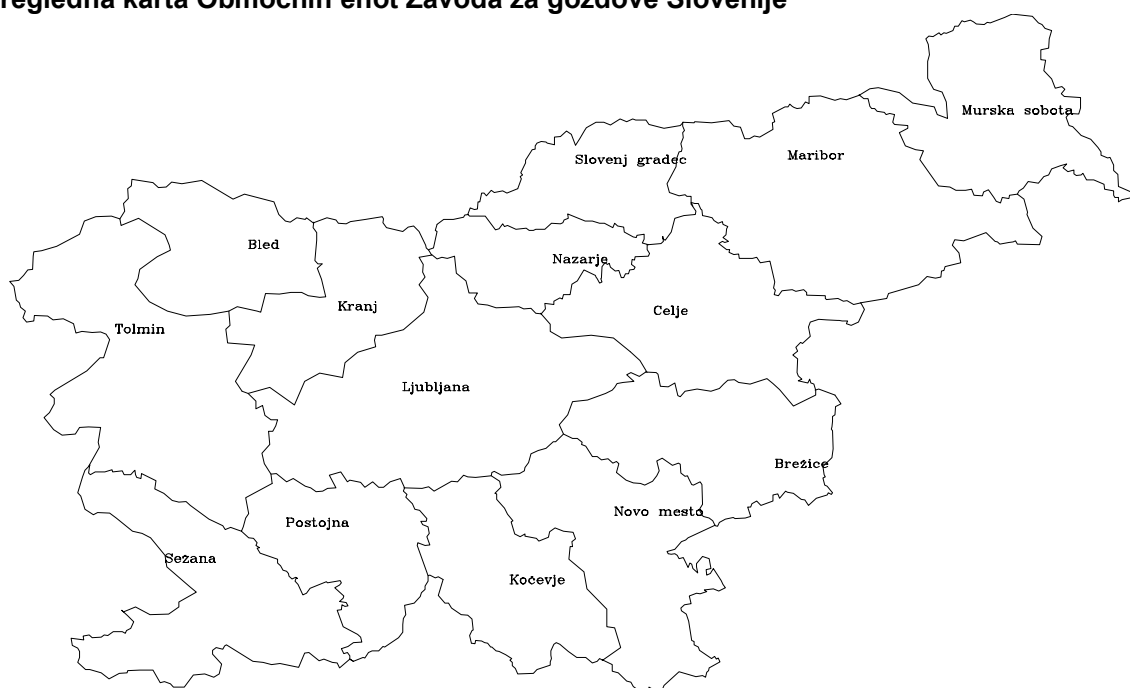 regledna karta Območnih enot Zavoda za gozdove Slovenije
Murska sobota
Maribor
Slovenj gradec
Bled
Nazarje
Kranj
Celje
Tolmin
Ljubljana
Brežice
Novo mesto
Postojna
Sežana
Kočevje